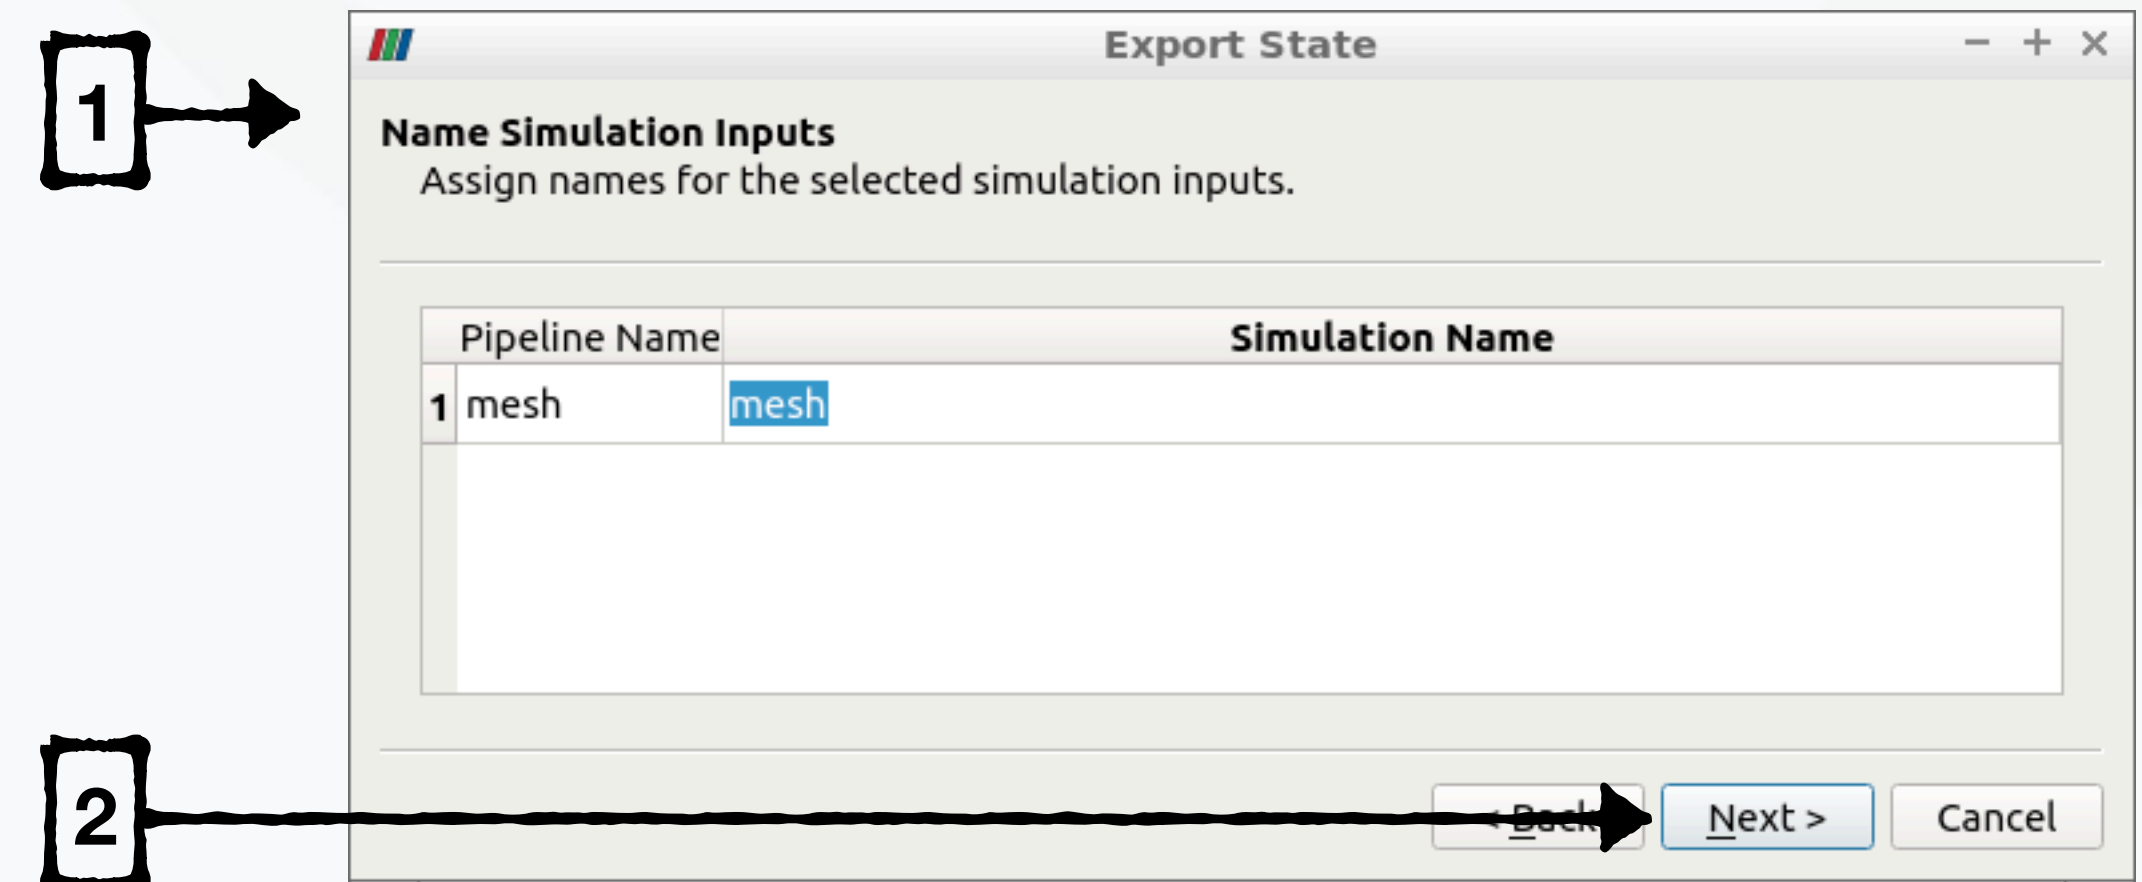 1
Export State
Name Simulation Inputs
Assign names for the selected simulation inputs.
Pipeline Name Simulation Name
1 mesh mesh
2
< Back Next > Cancel